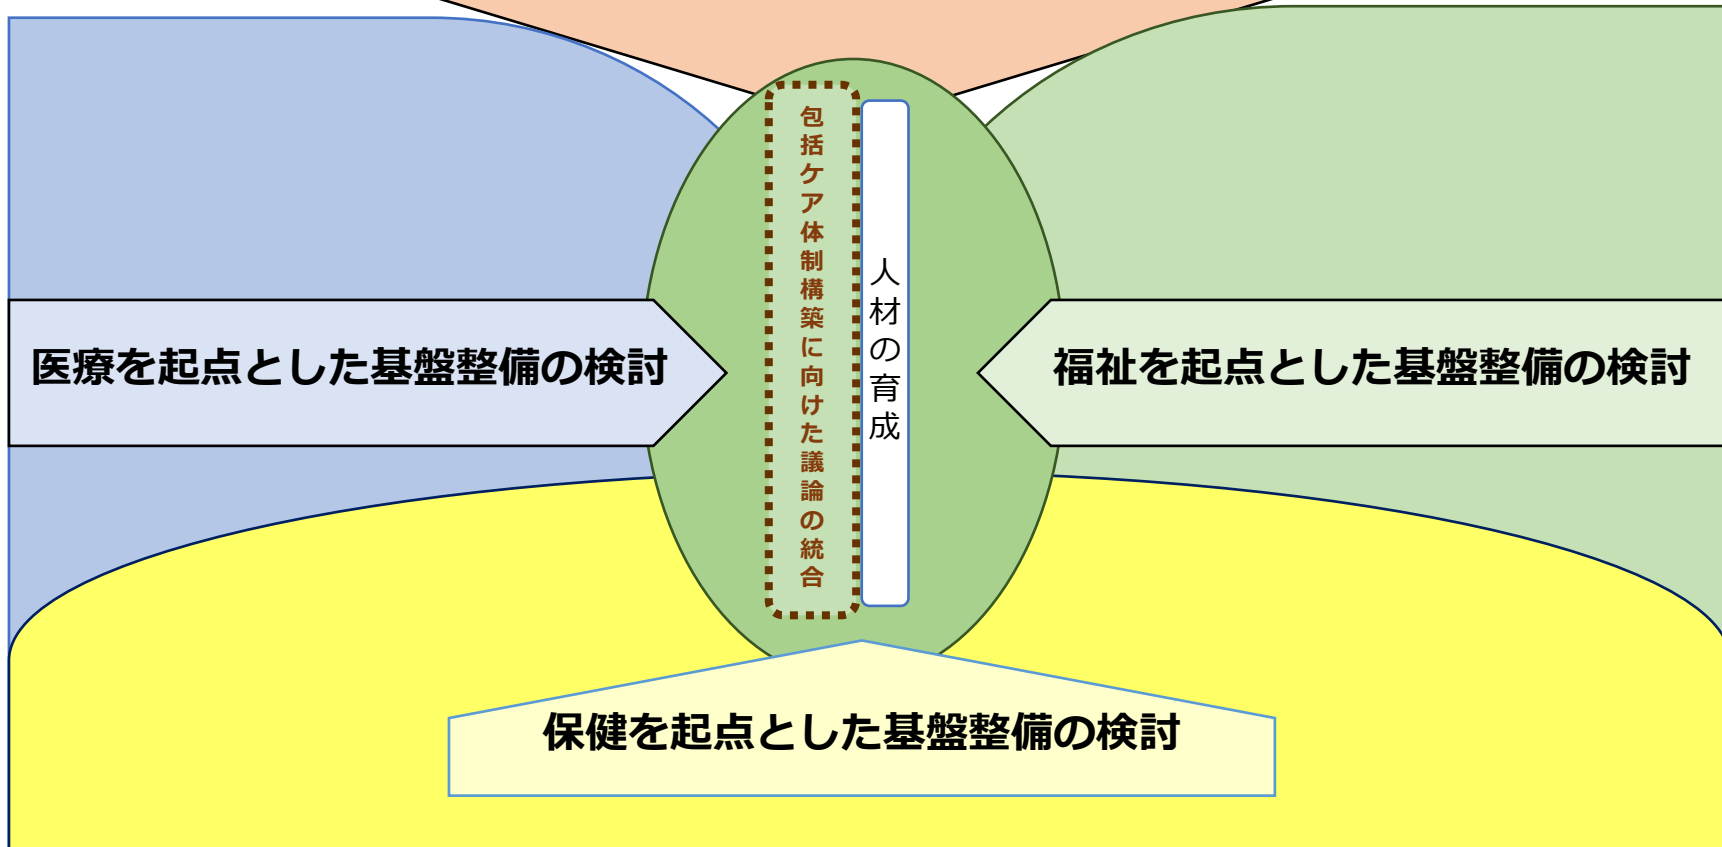 包括ケア体制構築に向けた議論の統合
人材の育成
医療を起点とした基盤整備の検討
福祉を起点とした基盤整備の検討
保健を起点とした基盤整備の検討